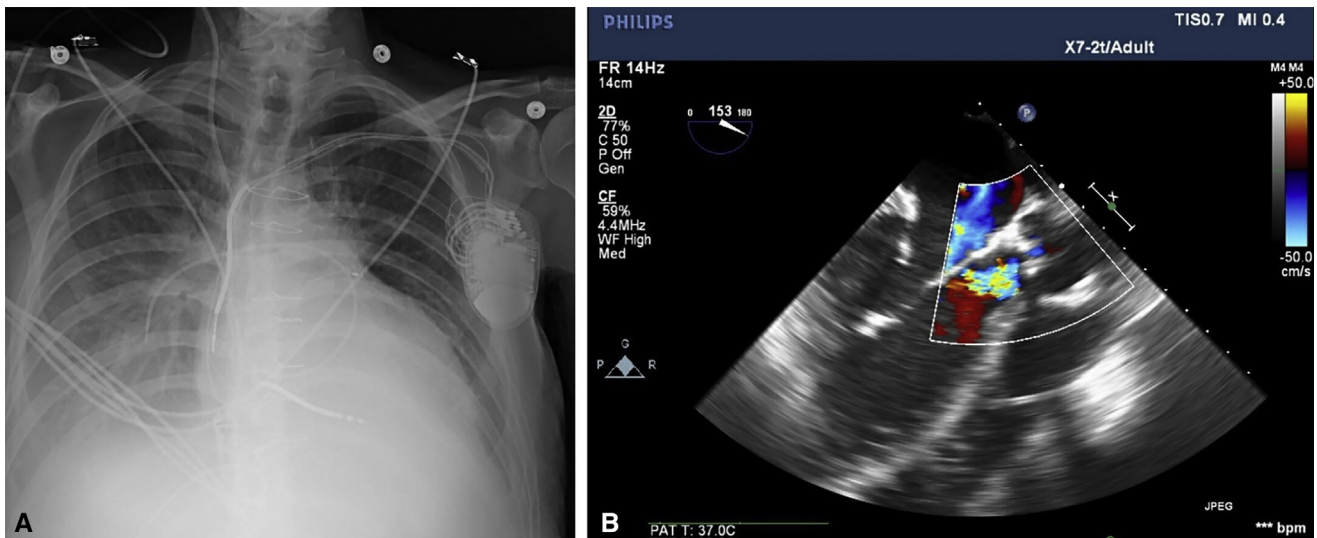 PHILIPS
TIS0.7 MI 0.4
X7-2t/Adult
FR 14Hz
14cm
2D
77%
C 50
P Off
Gen
CF
59%
4.4MHz
WF High
Med
0 153 180
P
M4 M4
+50.0
-50.0
cm/s
x
G
P R
JPEG
PAT T: 37.0C
*** bpm
A
B